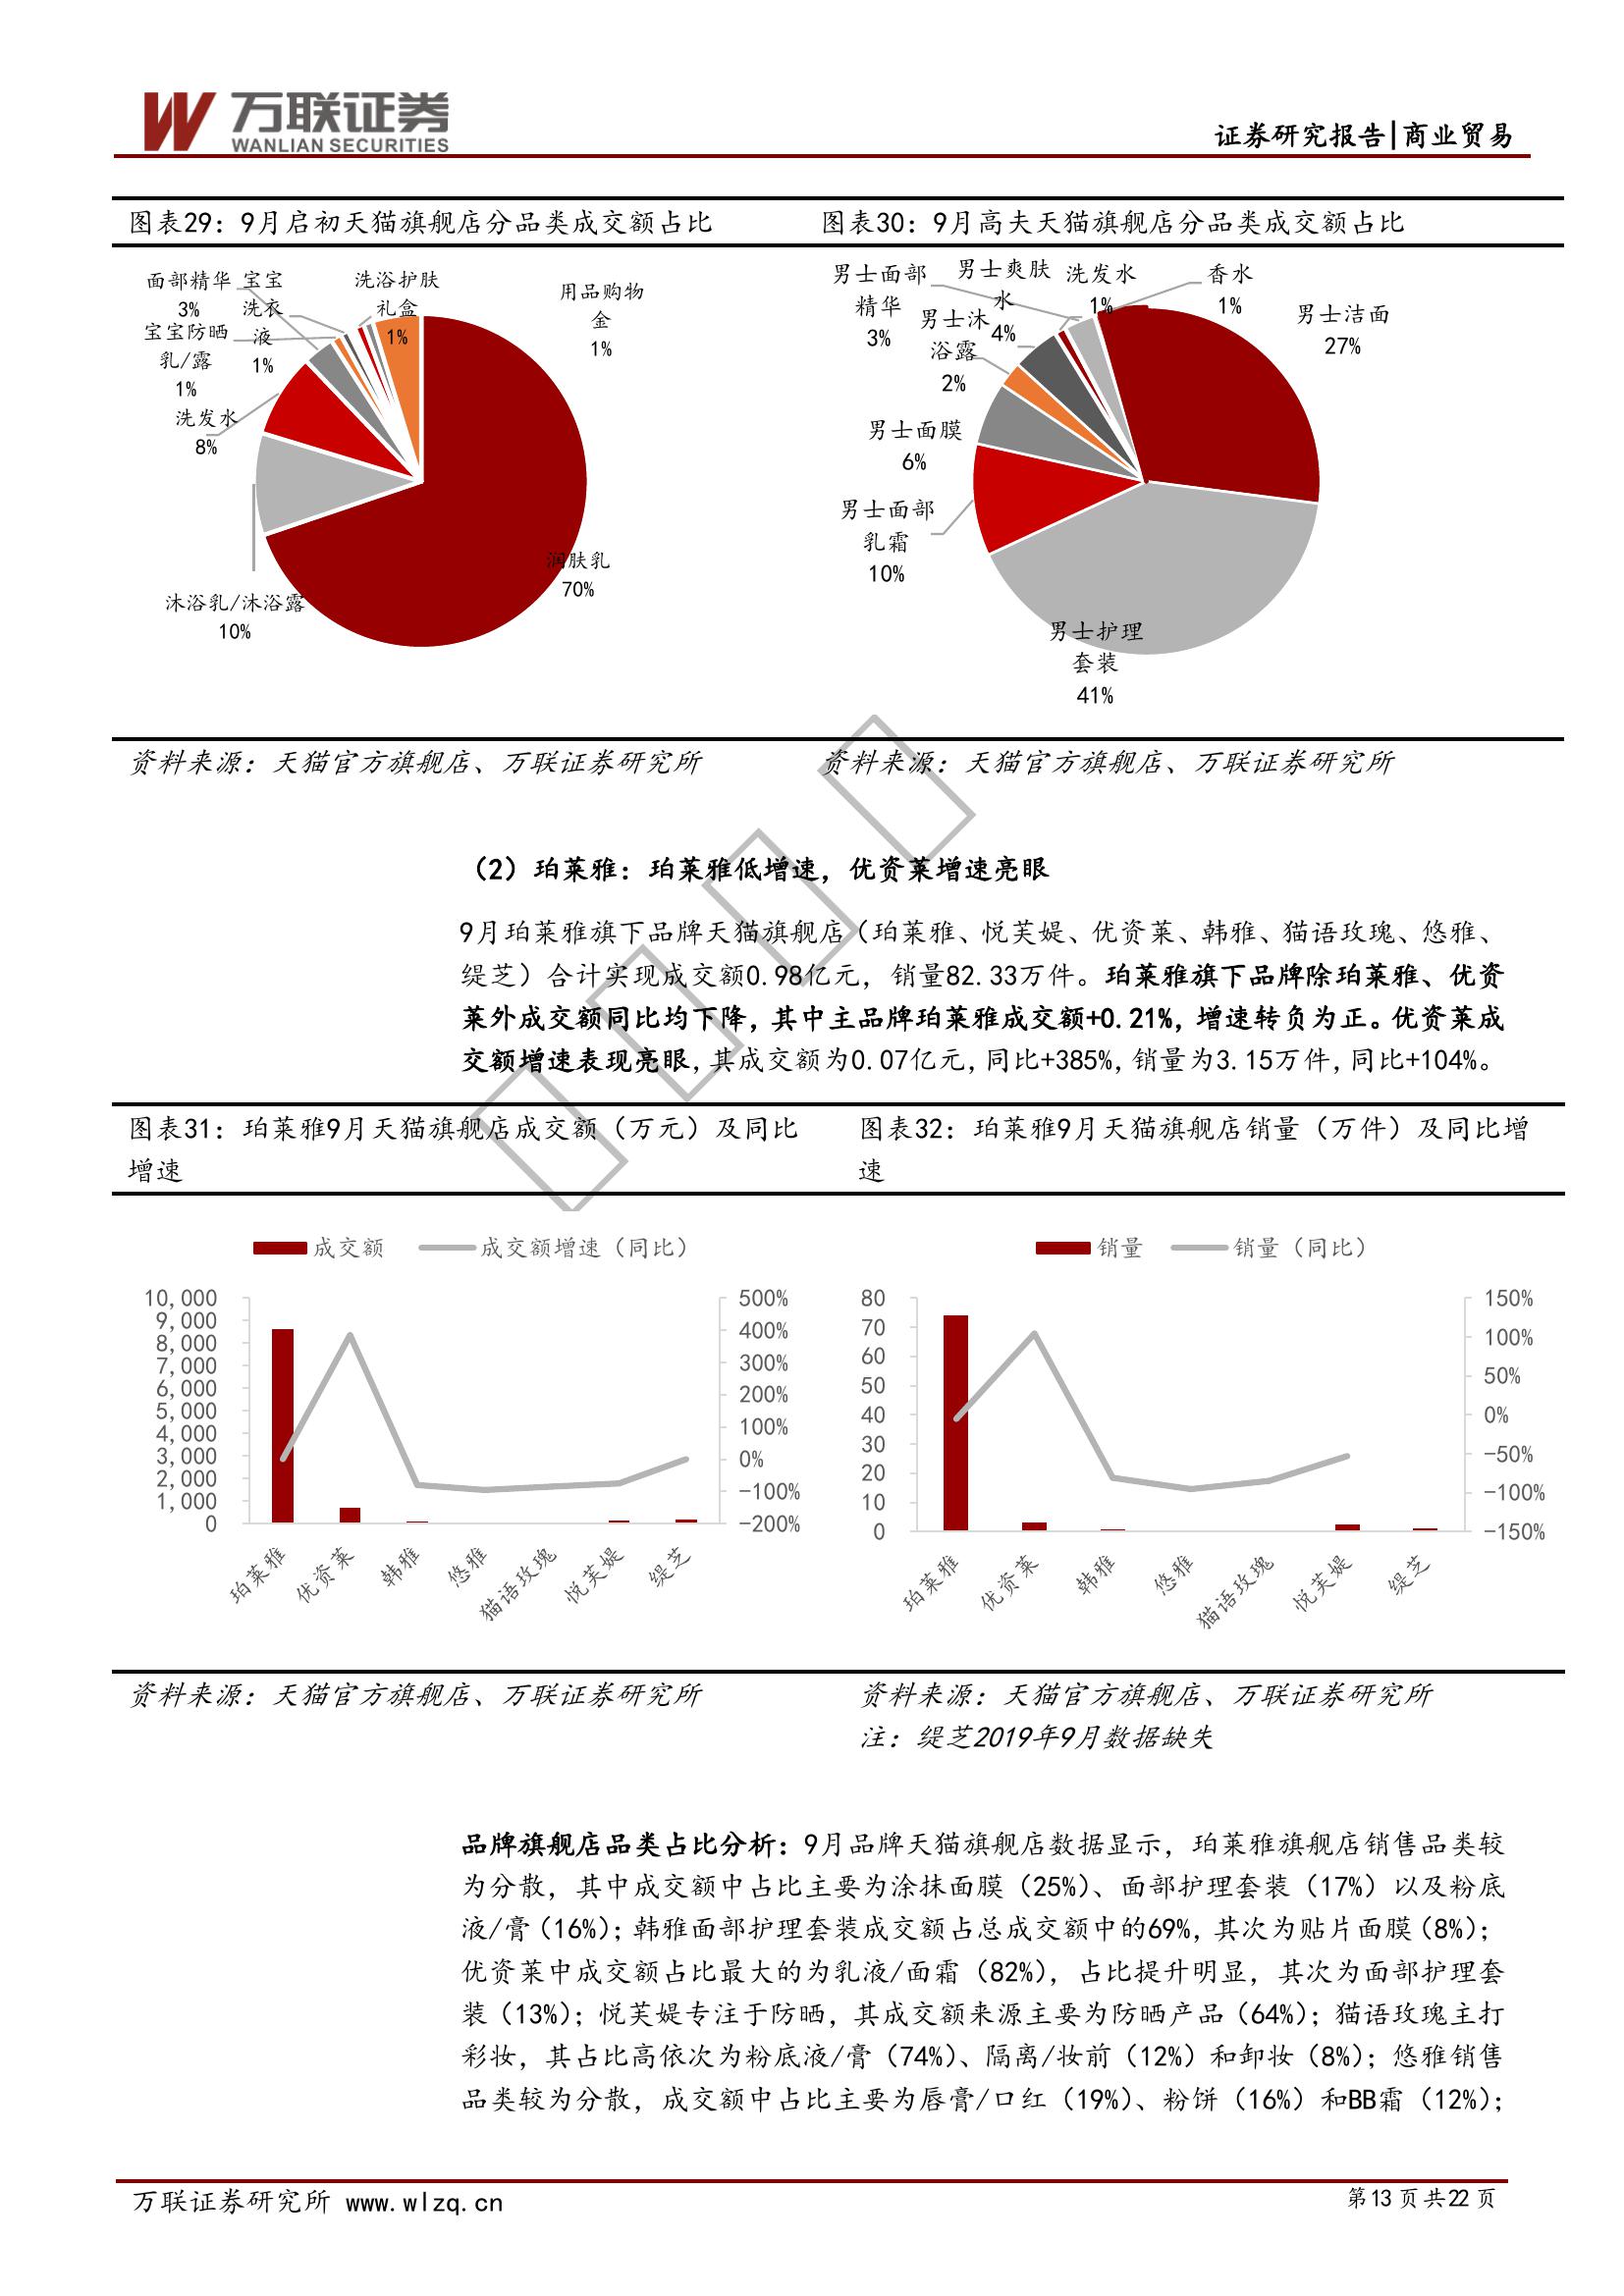 万联证券
WANLIAN SECURITIES
证券研究报告|商业贸易
图表29：9月启初天猫旗舰店分品类成交额占比
面部精华
3%
宝宝
洗衣
液
1%
洗浴护肤
礼盒
1%
用品购物
金
1%
宝宝防晒
乳/露
1%
洗发水
8%
沐浴乳/沐浴露
10%
润肤乳
70%
图表30：9月高夫天猫旗舰店分品类成交额占比
男士面部
精华
3%
男士爽肤
水
4%
洗发水
1%
香水
1%
男士洁面
27%
男士沐
浴露
2%
男士面膜
6%
男士面部
乳霜
10%
男士护理
套装
41%
资料来源：天猫官方旗舰店、万联证券研究所
资料来源：天猫官方旗舰店、万联证券研究所
（2）珀莱雅：珀莱雅低增速，优资莱增速亮眼
9月珀莱雅旗下品牌天猫旗舰店（珀莱雅、悦芙媞、优资莱、韩雅、猫语玫瑰、悠雅、
缇芝）合计实现成交额0.98亿元，销量82.33万件。珀莱雅旗下品牌除珀莱雅、优资
莱外成交额同比均下降，其中主品牌珀莱雅成交额+0.21%，增速转负为正。优资莱成
交额增速表现亮眼，其成交额为0.07亿元，同比+385%，销量为3.15万件，同比+104%。
图表31：珀莱雅9月天猫旗舰店成交额（万元）及同比
增速
成交额
成交额增速（同比）
10,000
9,000
8,000
7,000
6,000
5,000
4,000
3,000
2,000
1,000
0
500%
400%
300%
200%
100%
0%
-100%
-200%
珀莱雅
优资莱
韩雅
悠雅
猫语玫瑰
悦芙媞
缇芝
图表32：珀莱雅9月天猫旗舰店销量（万件）及同比增
速
销量
销量（同比）
80
70
60
50
40
30
20
10
0
150%
100%
50%
0%
-50%
-100%
-150%
珀莱雅
优资莱
韩雅
悠雅
猫语玫瑰
悦芙媞
缇芝
资料来源：天猫官方旗舰店、万联证券研究所
资料来源：天猫官方旗舰店、万联证券研究所
注：缇芝2019年9月数据缺失
品牌旗舰店品类占比分析：9月品牌天猫旗舰店数据显示，珀莱雅旗舰店销售品类较
为分散，其中成交额中占比主要为涂抹面膜（25%）、面部护理套装（17%）以及粉底
液/膏（16%）；韩雅面部护理套装成交额占总成交额中的69%，其次为贴片面膜（8%）；
优资莱中成交额占比最大的为乳液/面霜（82%），占比提升明显，其次为面部护理套
装（13%）；悦芙媞专注于防晒，其成交额来源主要为防晒产品（64%）；猫语玫瑰主打
彩妆，其占比高依次为粉底液/膏（74%）、隔离/妆前（12%）和卸妆（8%）；悠雅销售
品类较为分散，成交额中占比主要为唇膏/口红（19%）、粉饼（16%）和BB霜（12%）；
万联证券研究所 www.wlzq.cn
第13页共22页